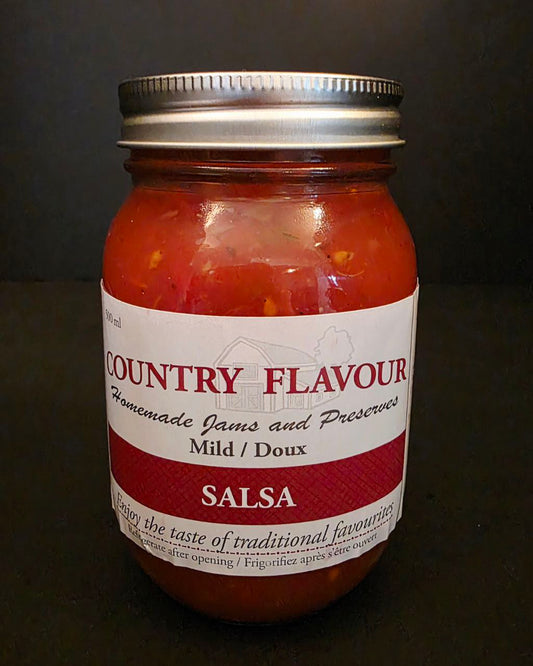 500 ml
COUNTRY FLAVOUR
Homemade Jams and Preserves
Mild / Doux
SALSA
Enjoy the taste of traditional favourites
Refrigerate after opening / Frigorifiez après s'être ouvert